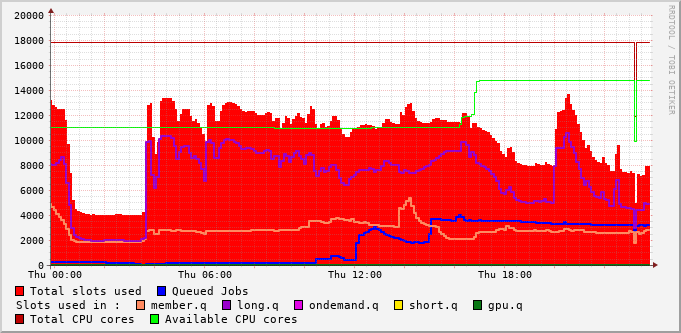 20000
18000
16000
14000
12000
10000
8000
6000
4000
2000
0
Thu 00:00 Thu 06:00 Thu 12:00 Thu 18:00
RRDTOOL / TOBI OETIKER
Total slots used Queued Jobs
Slots used in : member.q long.q ondemand.q short.q gpu.q
Total CPU cores Available CPU cores